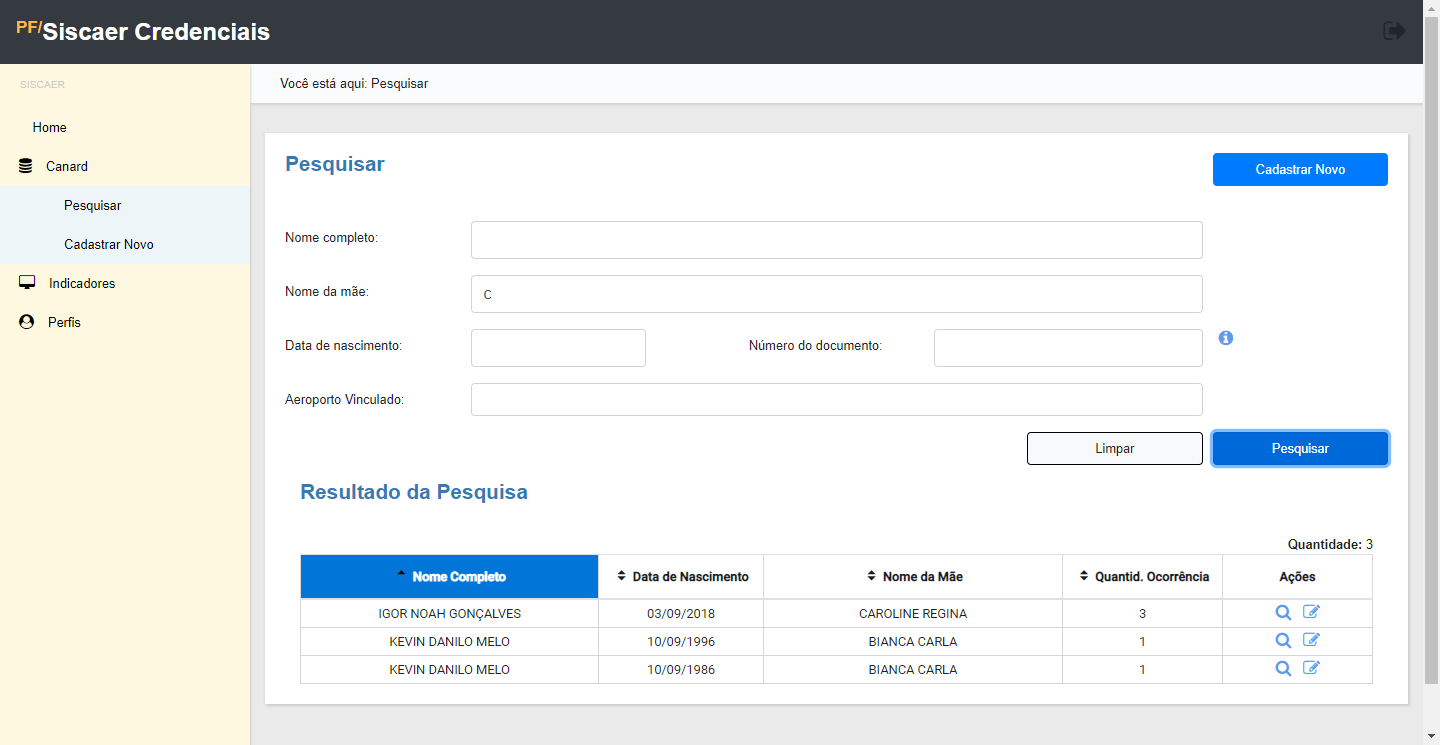 PF/Siscaer Credenciais
SISCAER
Você está aqui: Pesquisar
Home
Canard
Pesquisar
Cadastrar Novo
Indicadores
Perfis
Pesquisar
Cadastrar Novo
Nome completo:
Nome da mãe:
C
Data de nascimento:
Número do documento:
Aeroporto Vinculado:
Limpar
Pesquisar
Resultado da Pesquisa
Quantidade: 3
Nome Completo Data de Nascimento Nome da Mãe Quantid. Ocorrência Ações
IGOR NOAH GONÇALVES 03/09/2018 CAROLINE REGINA 3
KEVIN DANILO MELO 10/09/1996 BIANCA CARLA 1
KEVIN DANILO MELO 10/09/1986 BIANCA CARLA 1